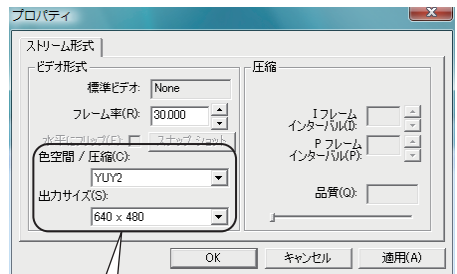 プロパティ
ストリーム形式
ビデオ形式
標準ビデオ: None
フレーム率(R): 30.000
水平にフリップ(F): スナップ ショット
色空間 / 圧縮(C):
YUY2
出力サイズ(S):
640 x 480
圧縮
I フレーム
インターバル(I):
P フレーム
インターバル(P):
品質(Q):
OK キャンセル 適用(A)